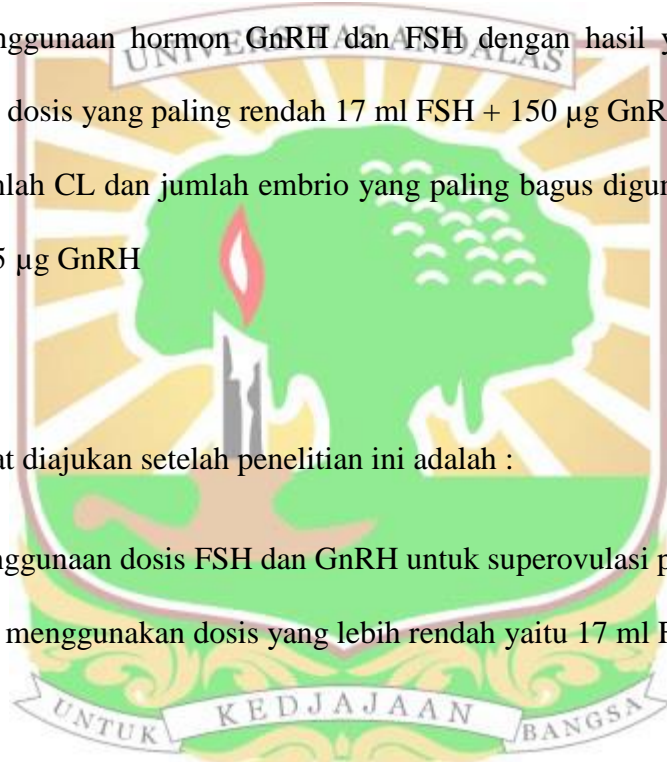 nggunaan hormon GnRH dan FSH dengan hasil y
UNIVERSITAS ANDALAS
dosis yang paling rendah 17 ml FSH + 150 µg GnR
nlah CL dan jumlah embrio yang paling bagus digun
5 µg GnRH
at diajukan setelah penelitian ini adalah :
nggunaan dosis FSH dan GnRH untuk superovulasi p
menggunakan dosis yang lebih rendah yaitu 17 ml
UNTUK KEDJAJAAN BANGSA